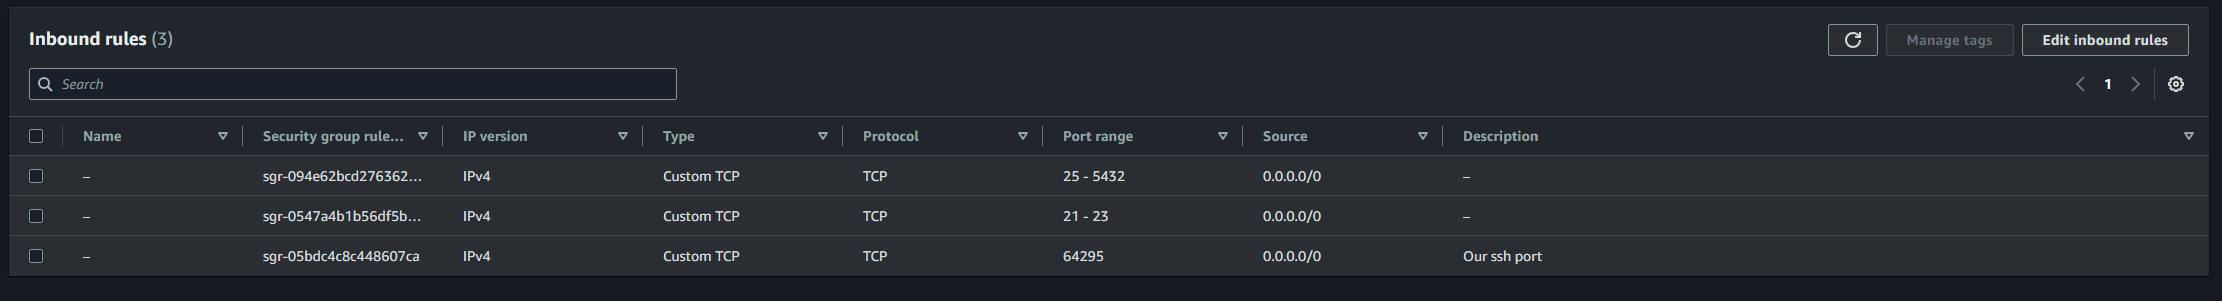 Inbound rules (3)
Manage tags
Edit inbound rules
Search
1
Name Security group rule... IP version Type Protocol Port range Source Description
– sgr-094e62bcd276362... IPv4 Custom TCP TCP 25 - 5432 0.0.0.0/0 –
– sgr-0547a4b1b56df5b... IPv4 Custom TCP TCP 21 - 23 0.0.0.0/0 –
– sgr-05bdc4c8c448607ca IPv4 Custom TCP TCP 64295 0.0.0.0/0 Our ssh port